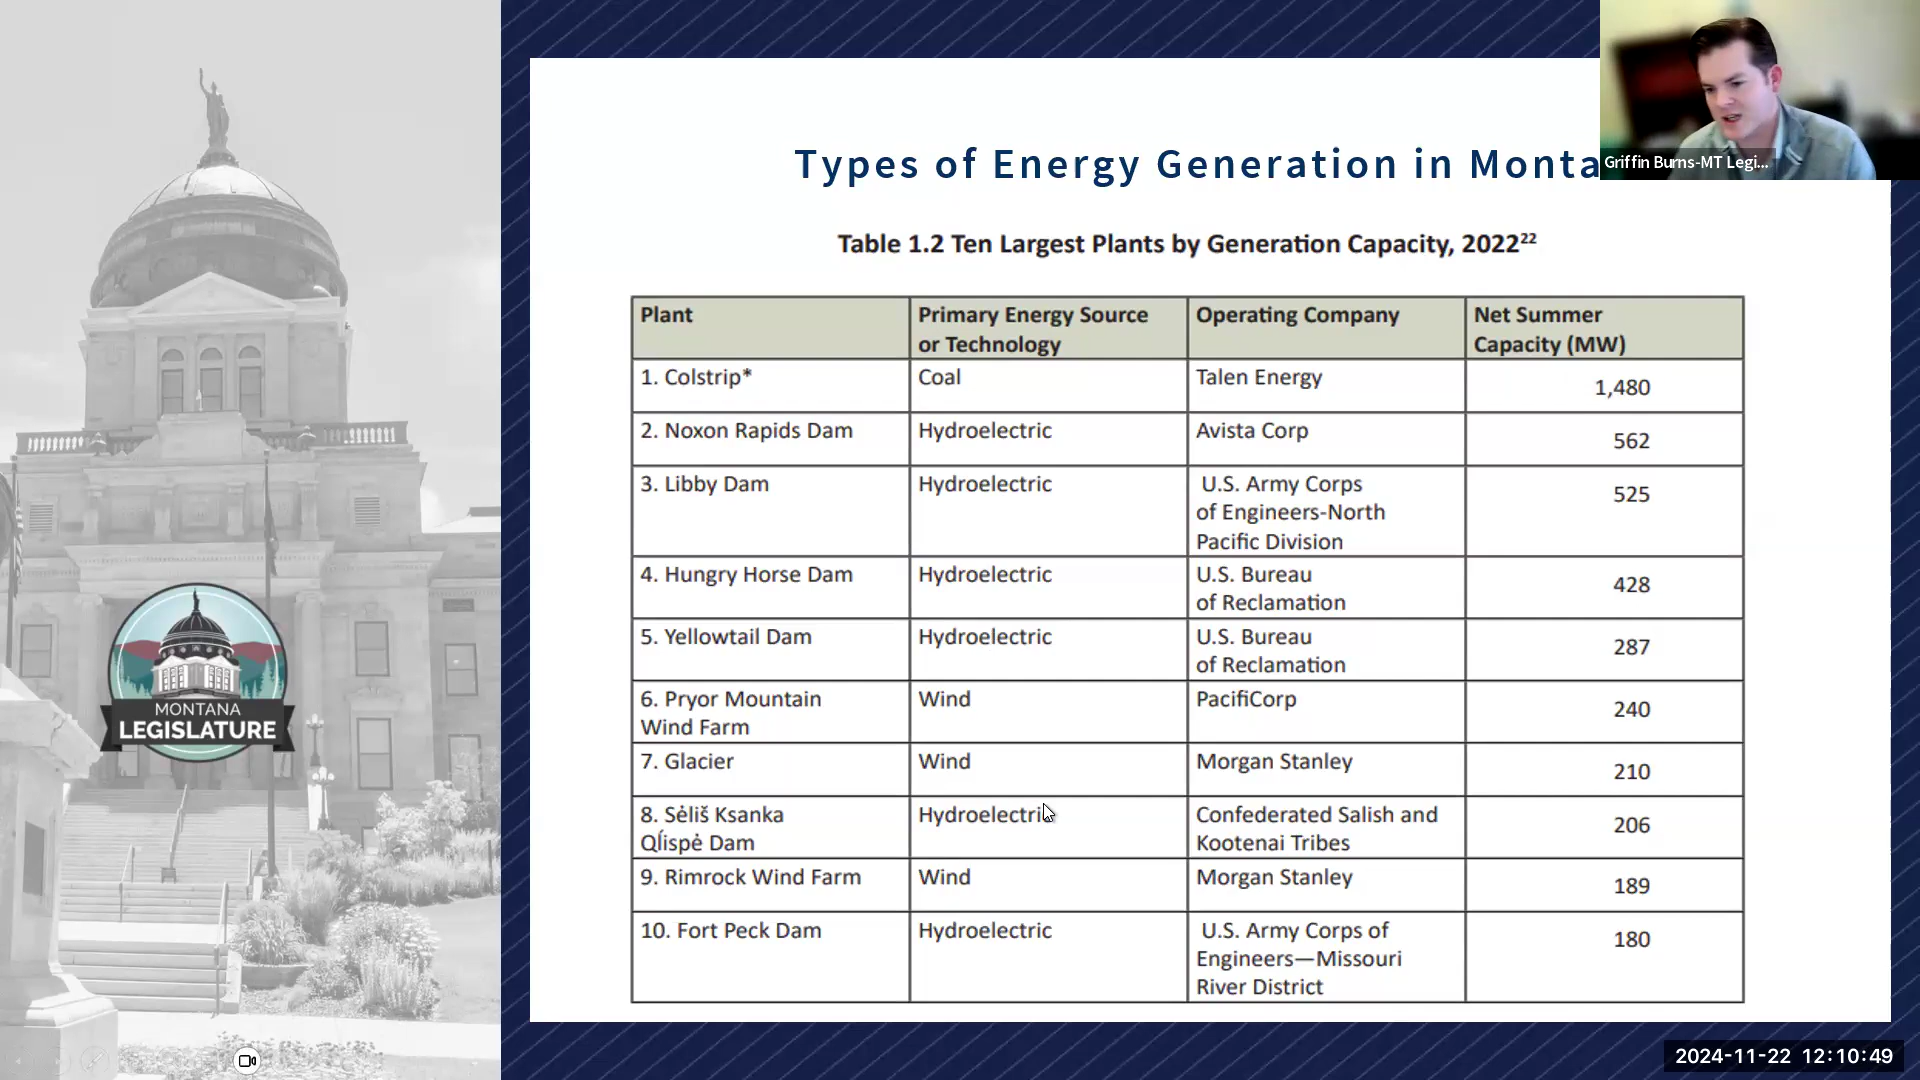 Types of Energy Generation in Monta
Griffin Burns-MT Legi...
Table 1.2 Ten Largest Plants by Generation Capacity, 2022²²
Plant
Primary Energy Source
or Technology
Operating Company
Net Summer
Capacity (MW)
1. Colstrip*
Coal
Talen Energy
1,480
2. Noxon Rapids Dam
Hydroelectric
Avista Corp
562
3. Libby Dam
Hydroelectric
U.S. Army Corps
of Engineers-North
Pacific Division
525
4. Hungry Horse Dam
Hydroelectric
U.S. Bureau
of Reclamation
428
5. Yellowtail Dam
Hydroelectric
U.S. Bureau
of Reclamation
287
6. Pryor Mountain
Wind Farm
Wind
PacifiCorp
240
7. Glacier
Wind
Morgan Stanley
210
8. Sėliš Ksanka
Qĺispė Dam
Hydroelectric
Confederated Salish and
Kootenai Tribes
206
9. Rimrock Wind Farm
Wind
Morgan Stanley
189
10. Fort Peck Dam
Hydroelectric
U.S. Army Corps of
Engineers—Missouri
River District
180
MONTANA
LEGISLATURE
2024-11-22 12:10:49